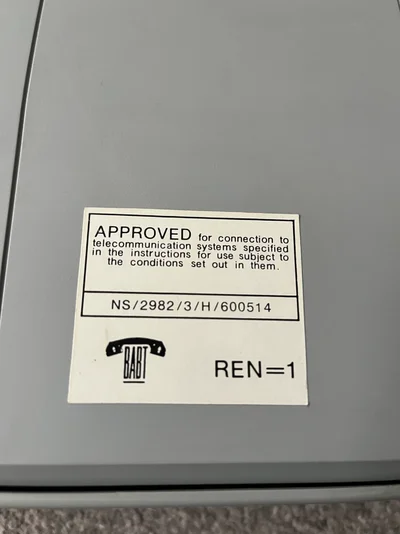 APPROVED for connection to
telecommunication systems specified
in the instructions for use subject to
the conditions set out in them.
NS/2982/3/H/600514
BABT
REN=1